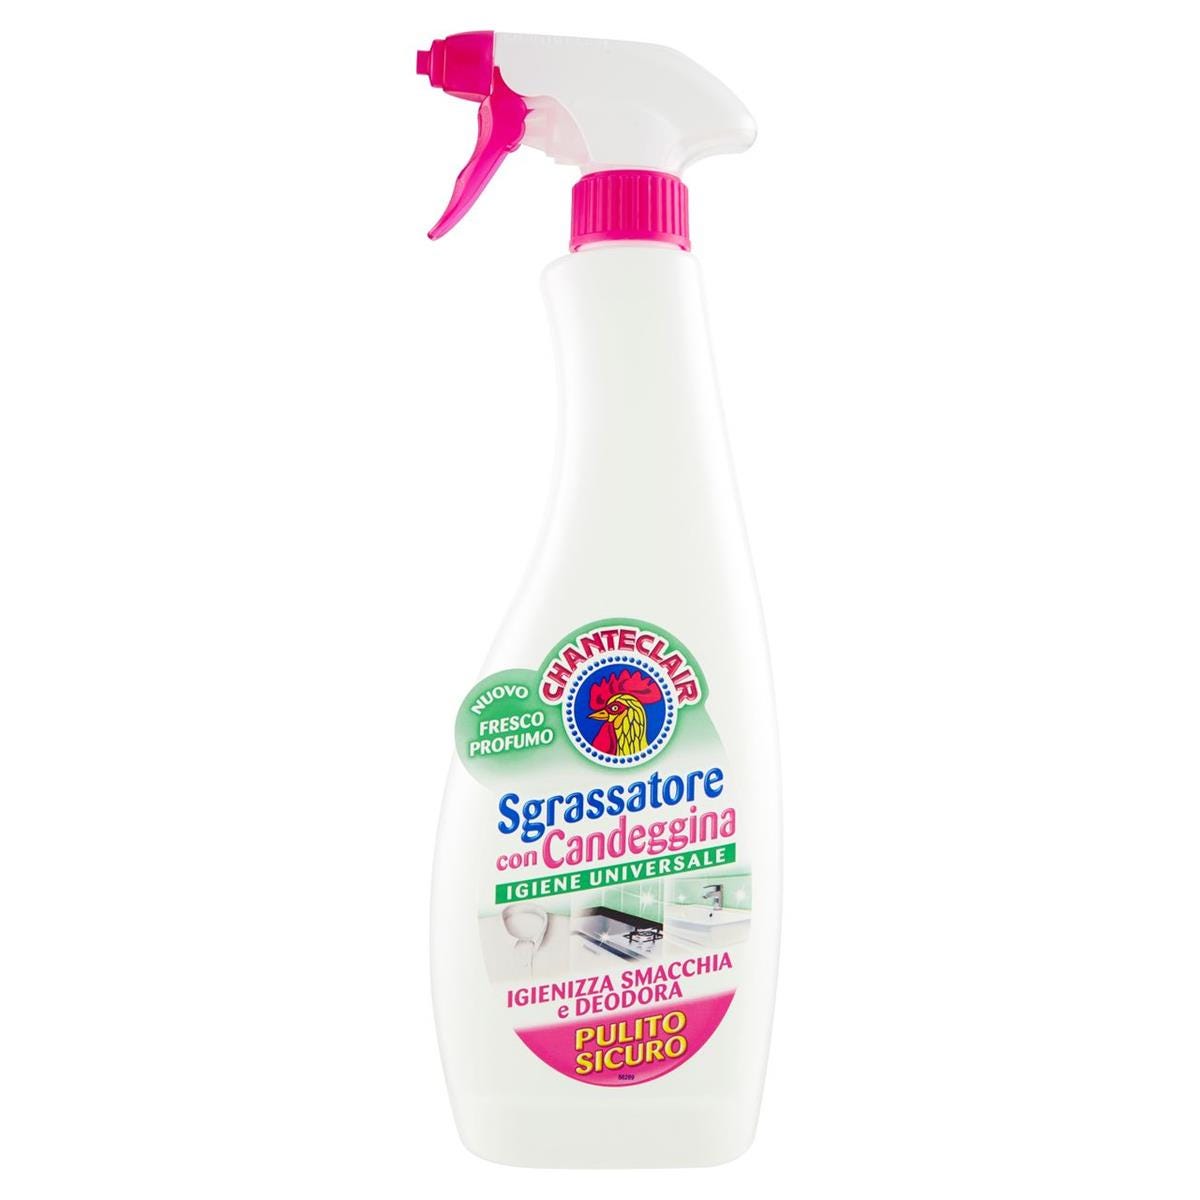 CHANTECLAIR
NUOVO
FRESCO
PROFUMO
Sgrassatore
con Candeggina
IGIENE UNIVERSALE
IGIENIZZA SMACCHIA
e DEODORA
PULITO
SICURO